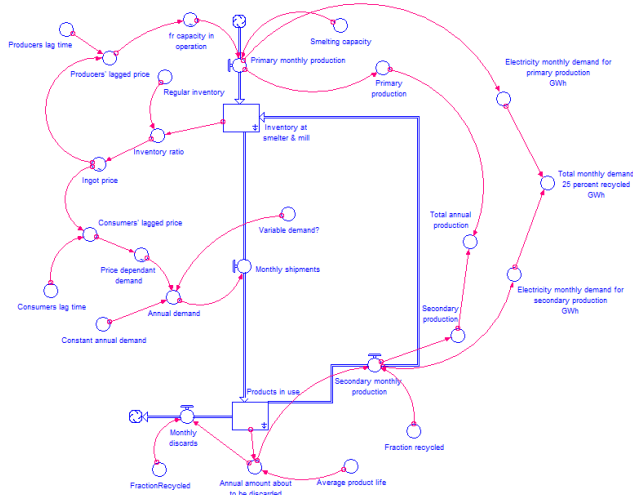 Producers lag time
Producers' lagged price
fr capacity in
operation
Smelting capacity
Primary monthly production
Regular inventory
Primary
production
Electricity monthly demand for
primary production
GWh
Inventory at
smelter & mill
Inventory ratio
Ingot price
Total monthly demand
25 percent recycled
GWh
Consumers' lagged price
Variable demand?
Total annual
production
Price dependant
demand
Monthly shipments
Electricity monthly demand for
secondary production
GWh
Consumers lag time
Annual demand
Constant annual demand
Secondary
production
Secondary monthly
production
Products in use
Monthly
discards
Fraction recycled
FractionRecycled
Annual amount about
to be discarded
Average product life